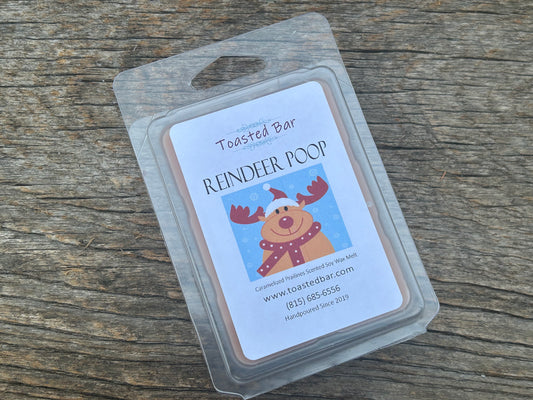 Toasted Bar
REINDEER POOP
Caramelized Pralines Scented Soy Wax Melt
www.toastedbar.com
(815) 685-6556
Handpoured Since 2019